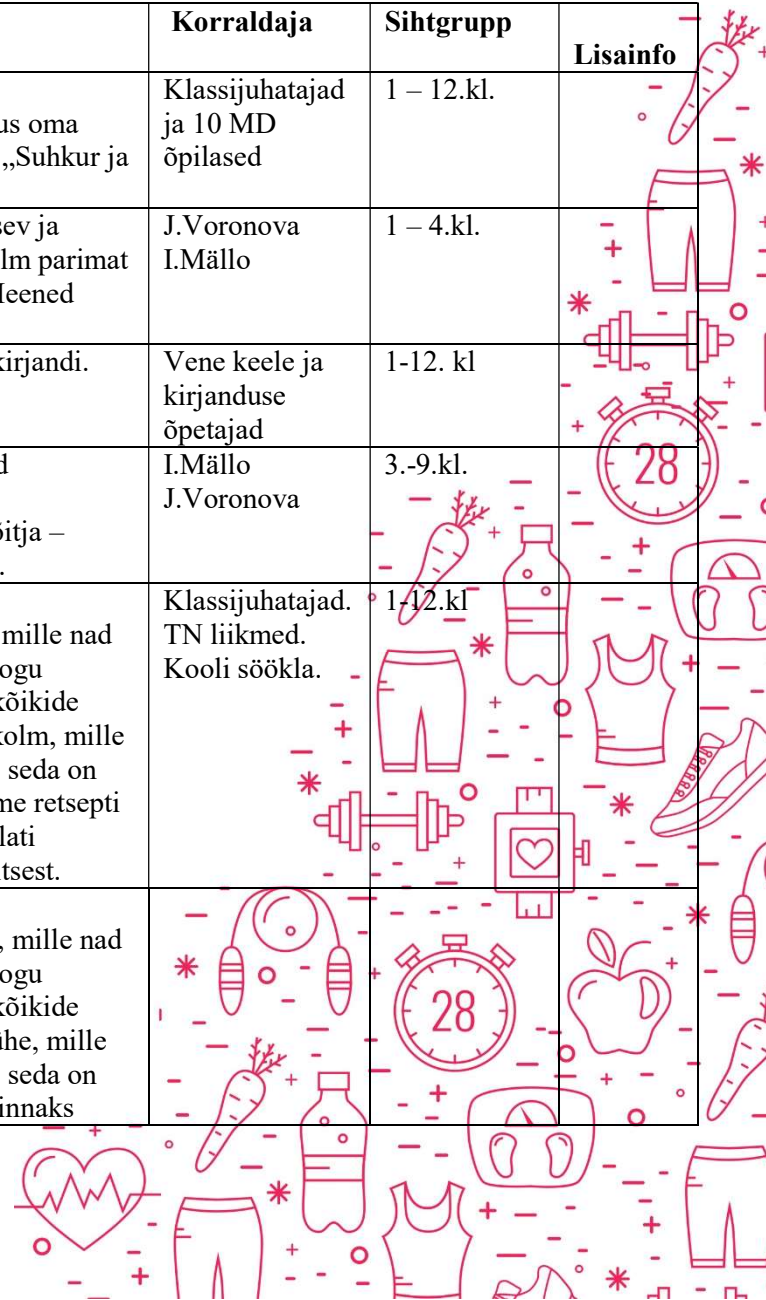 Korraldaja Sihtgrupp
Lisainfo
us oma
„Suhkur ja
Klassijuhatajad
ja 10 MD
õpilased
1 – 12.kl.
sev ja
lm parimat
J.Voronova
I.Mällo
1 – 4.kl.
kirjandi.
Vene keele ja
kirjanduse
õpetajad
1-12. kl
õitja –
I.Mällo
J.Voronova
3.-9.kl.
mille nad
ogu
kõikide
kolm, mille
seda on
me retsepti
lati
tsest.
Klassijuhatajad.
TN liikmed.
Kooli söökla.
1-12.kl
, mille nad
ogu
kõikide
ühe, mille
seda on
innaks
28
28